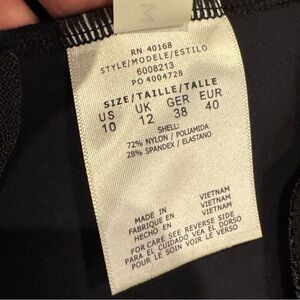 M
RN 40168
STYLE/MODELE/ESTILO
6008213
PO 4004728
SIZE/TAILLE/TALLE
US UK GER EUR
10 12 38 40
SHELL:
72% NYLON / POLIAMIDA
28% SPANDEX / ELASTANO
MADE IN VIETNAM
FABRIQUE EN VIETNAM
HECHO EN VIETNAM
FOR CARE SEE REVERSE SIDE
PARA EL CUIDADO VEA AL DORSO
POUR LE SOIN VOIR LE VERSO